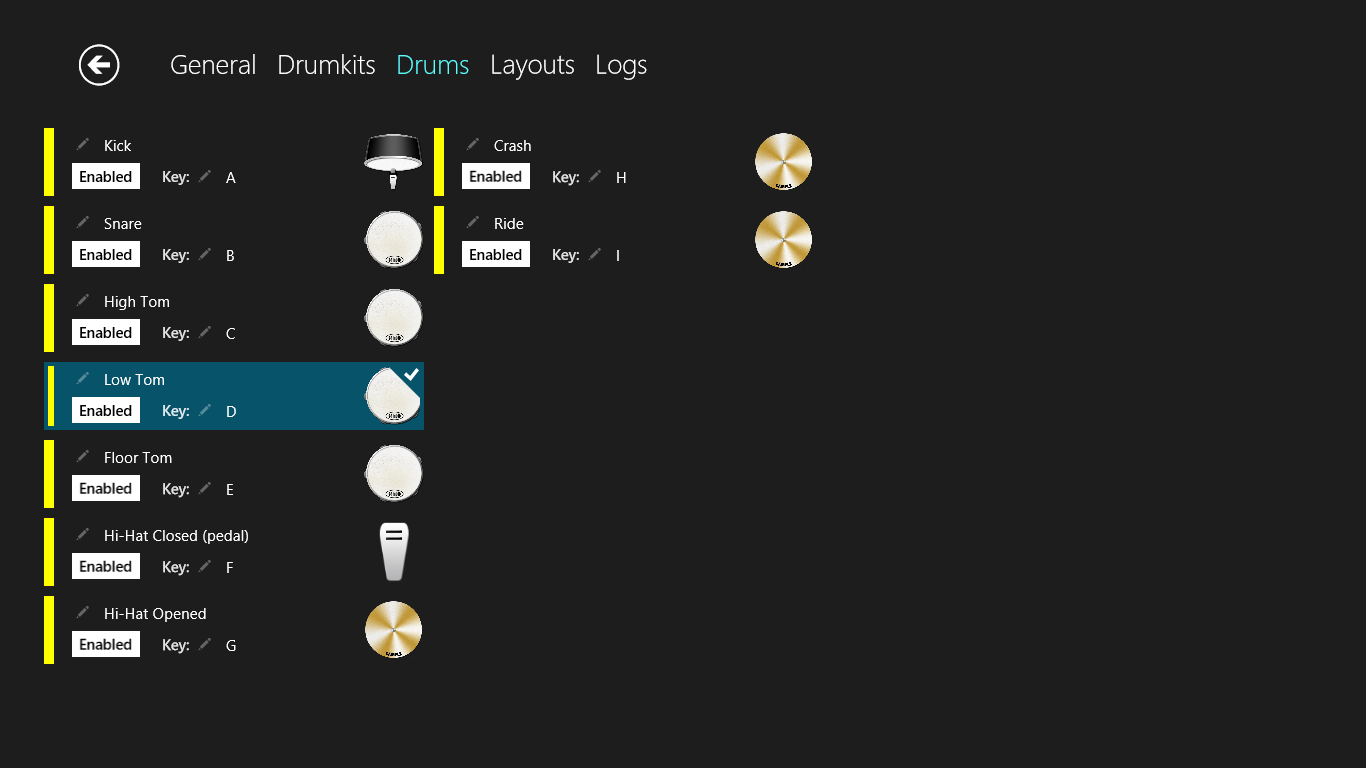 General Drumkits Drums Layouts Logs
Kick
Enabled Key: A
Snare
Enabled Key: B
High Tom
Enabled Key: C
Low Tom
Enabled Key: D
Floor Tom
Enabled Key: E
Hi-Hat Closed (pedal)
Enabled Key: F
Hi-Hat Opened
Enabled Key: G
Crash
Enabled Key: H
Ride
Enabled Key: I